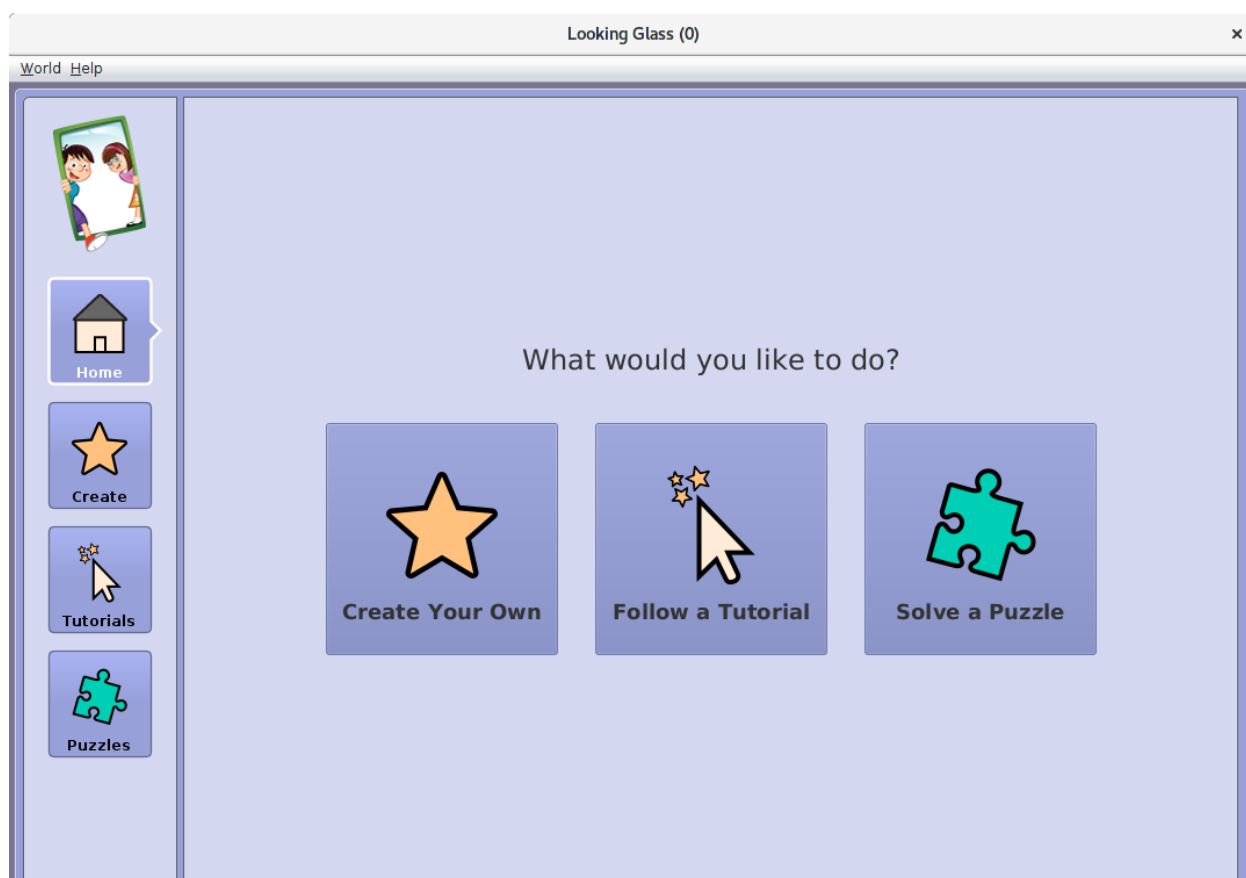 Looking Glass (0)
×
World Help
Home
Create
Tutorials
Puzzles
What would you like to do?
Create Your Own
Follow a Tutorial
Solve a Puzzle